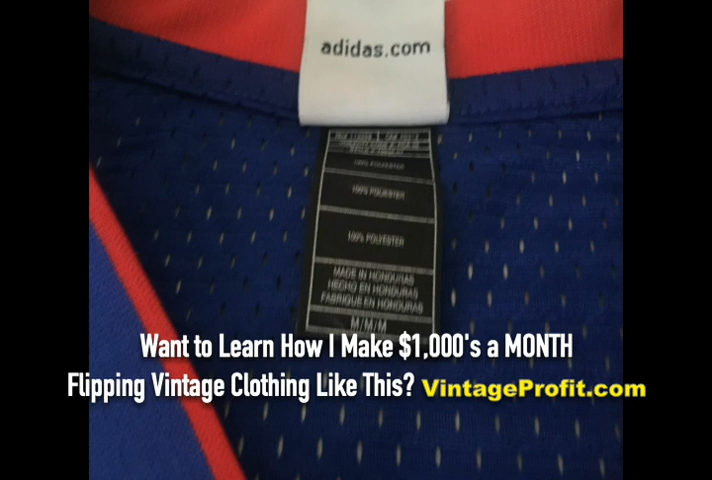 adidas.com
100% POLYESTER
100% POLYESTER
100% POLYESTER
MADE IN HONDURAS
HECHO EN HONDURAS
FABRIQUE EN HONDURAS
M/M/M
Want to Learn How I Make $1,000's a MONTH
Flipping Vintage Clothing Like This? VintageProfit.com